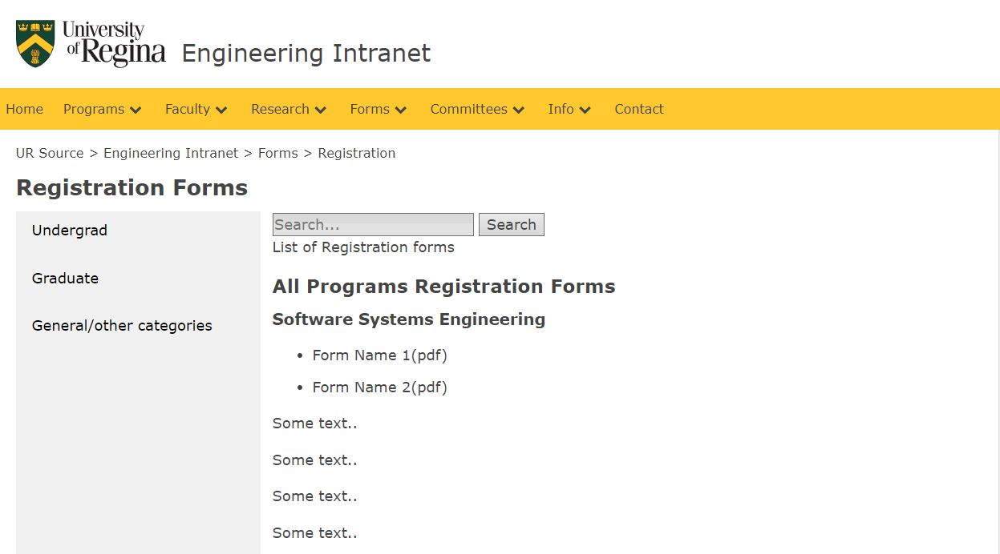 University
of Regina
Engineering Intranet
Home Programs Faculty Research Forms Committees Info Contact
UR Source > Engineering Intranet > Forms > Registration
Registration Forms
Undergrad
Graduate
General/other categories
Search... Search
List of Registration forms
All Programs Registration Forms
Software Systems Engineering
• Form Name 1(pdf)
• Form Name 2(pdf)
Some text..
Some text..
Some text..
Some text..